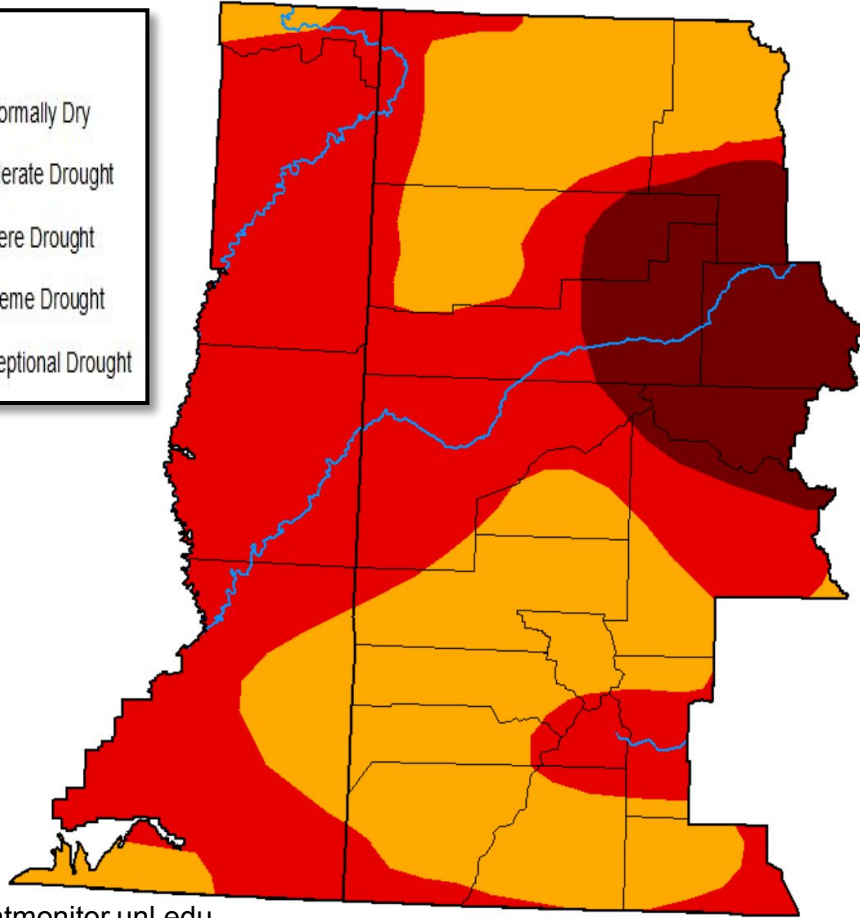 ormally Dry
erate Drought
ere Drought
eme Drought
eptional Drought
tmonitor.unl.edu